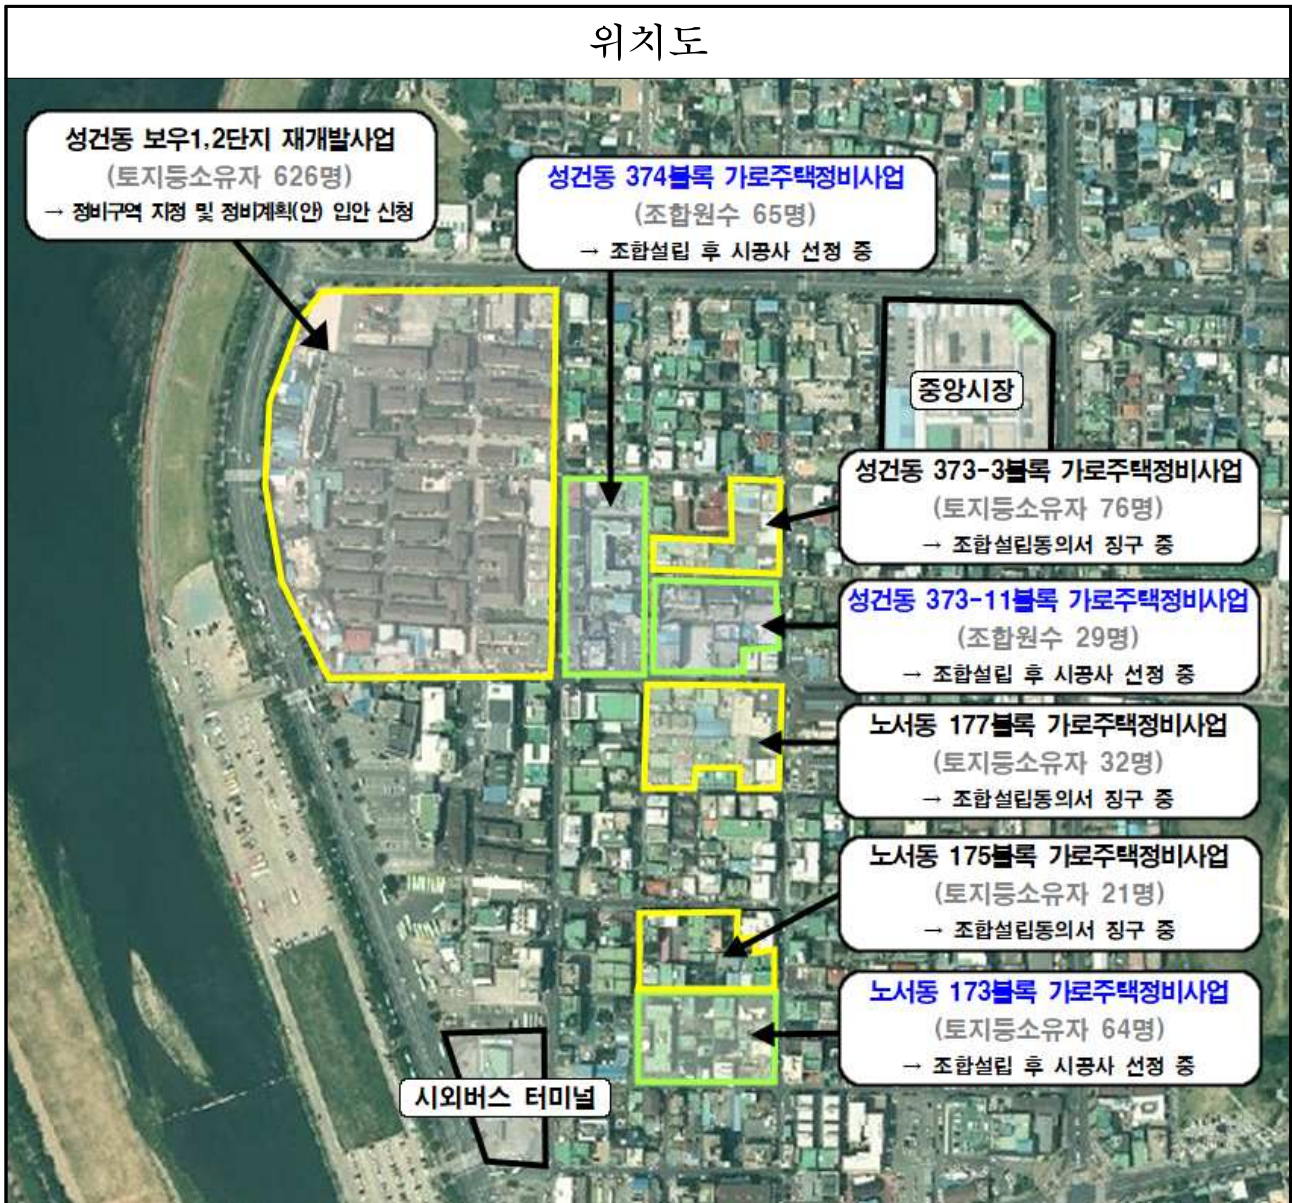 위치도
성건동 보우1,2단지 재개발사업
(토지등소유자 626명)
→ 정비구역 지정 및 정비계획(안) 입안 신청
성건동 374블록 가로주택정비사업
(조합원수 65명)
→ 조합설립 후 시공사 선정 중
중앙시장
성건동 373-3블록 가로주택정비사업
(토지등소유자 76명)
→ 조합설립동의서 징구 중
성건동 373-11블록 가로주택정비사업
(조합원수 29명)
→ 조합설립 후 시공사 선정 중
노서동 177블록 가로주택정비사업
(토지등소유자 32명)
→ 조합설립동의서 징구 중
노서동 175블록 가로주택정비사업
(토지등소유자 21명)
→ 조합설립동의서 징구 중
노서동 173블록 가로주택정비사업
(토지등소유자 64명)
→ 조합설립 후 시공사 선정 중
시외버스 터미널